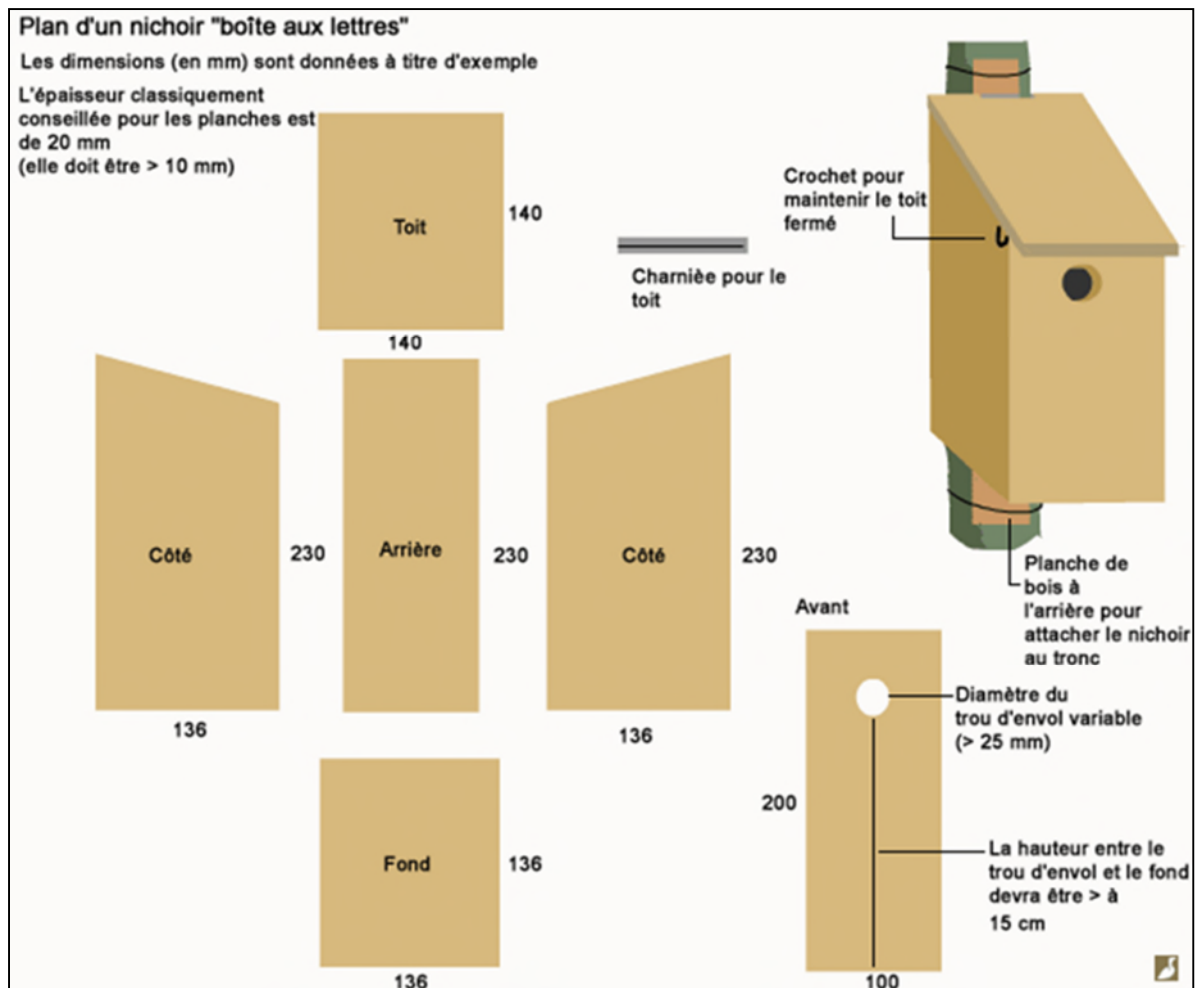 Plan d'un nichoir "boîte aux lettres"
Les dimensions (en mm) sont données à titre d'exemple
L'épaisseur classiquement
conseillée pour les planches est
de 20 mm
(elle doit être > 10 mm)
Toit
140
140
Charnièe pour le
toit
Crochet pour
maintenir le toit
fermé
Côté
230
136
Arrière
230
Côté
230
136
Planche de
bois à
l'arrière pour
attacher le nichoir
au tronc
Avant
Diamètre du
trou d'envol variable
(> 25 mm)
200
La hauteur entre le
trou d'envol et le fond
devra être > à
15 cm
100
Fond
136
136